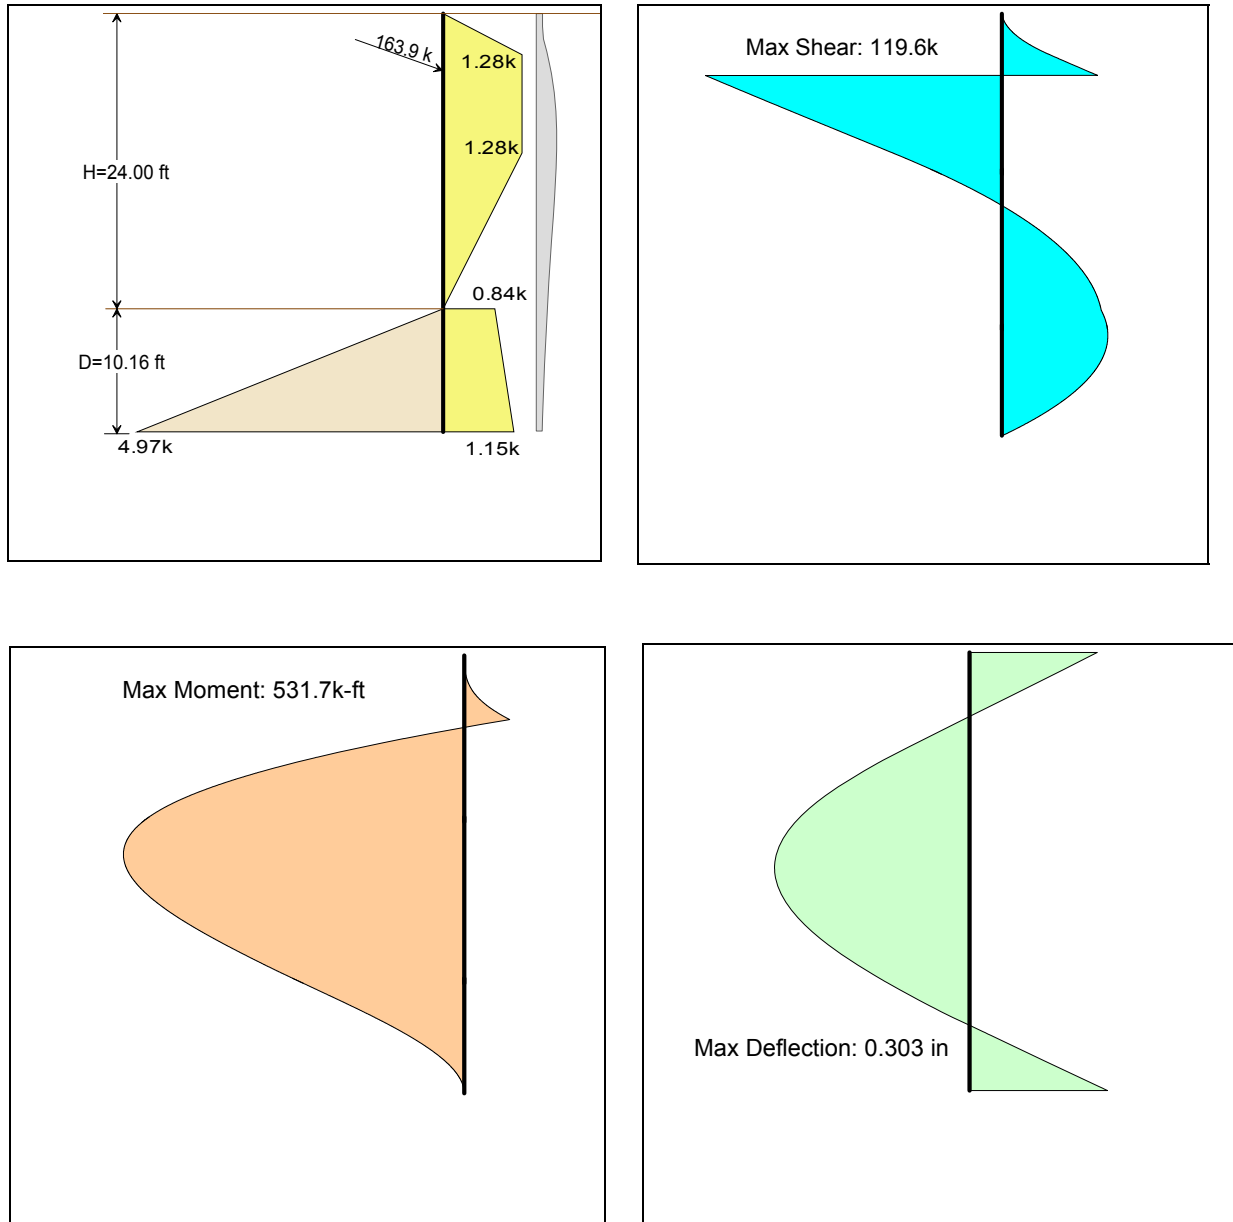 163.9 k
1.28k
1.28k
H=24.00 ft
0.84k
D=10.16 ft
4.97k
1.15k
Max Shear: 119.6k
Max Moment: 531.7k-ft
Max Deflection: 0.303 in